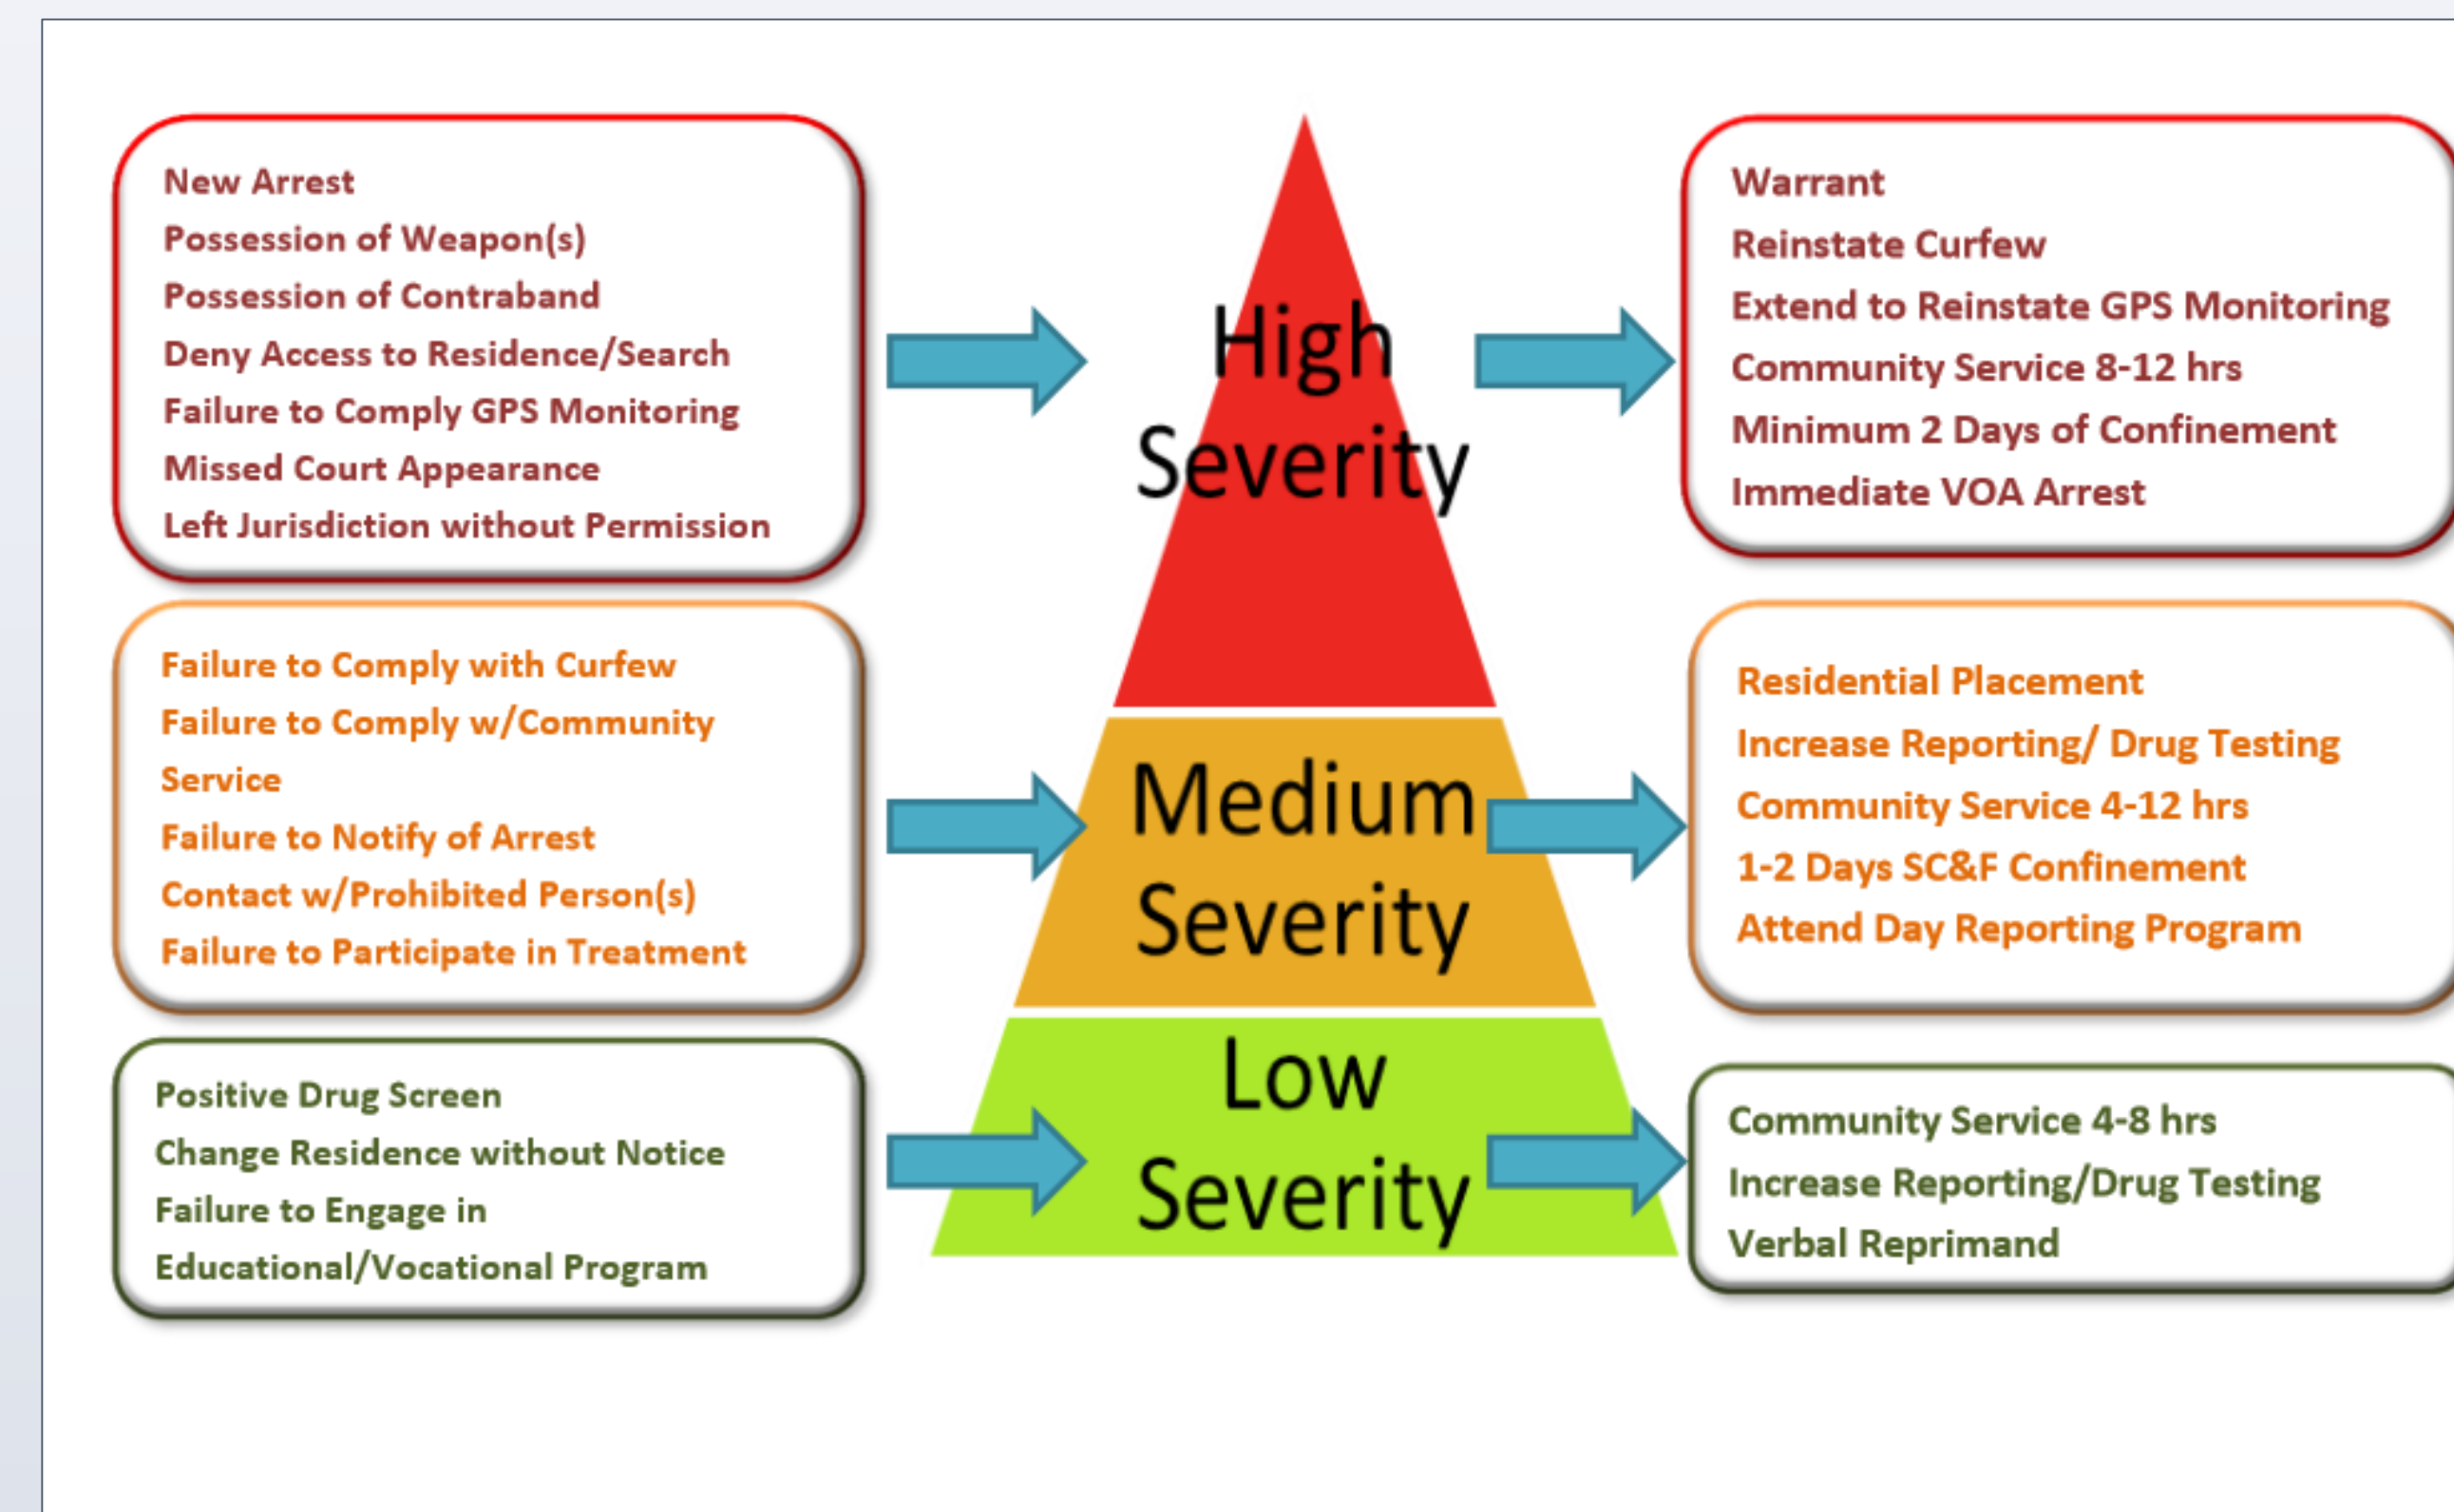 New Arrest
Possession of Weapon(s)
Possession of Contraband
Deny Access to Residence/Search
Failure to Comply GPS Monitoring
Missed Court Appearance
Left Jurisdiction without Permission
High
Severity
Warrant
Reinstate Curfew
Extend to Reinstate GPS Monitoring
Community Service 8-12 hrs
Minimum 2 Days of Confinement
Immediate VOA Arrest
Failure to Comply with Curfew
Failure to Comply w/Community
Service
Failure to Notify of Arrest
Contact w/Prohibited Person(s)
Failure to Participate in Treatment
Medium
Severity
Residential Placement
Increase Reporting/ Drug Testing
Community Service 4-12 hrs
1-2 Days SC&F Confinement
Attend Day Reporting Program
Positive Drug Screen
Change Residence without Notice
Failure to Engage in
Educational/Vocational Program
Low
Severity
Community Service 4-8 hrs
Increase Reporting/Drug Testing
Verbal Reprimand